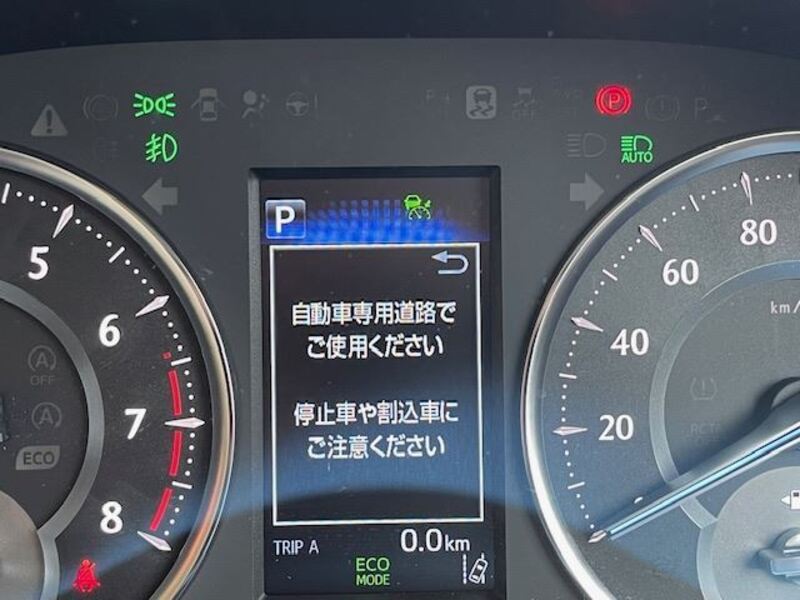 P
AUTO
P
自動車専用道路で
ご使用ください
停止車や割込車に
ご注意ください
TRIP A
0.0km
ECO
MODE
5
6
7
8
OFF
ECO
20
40
60
80
km/